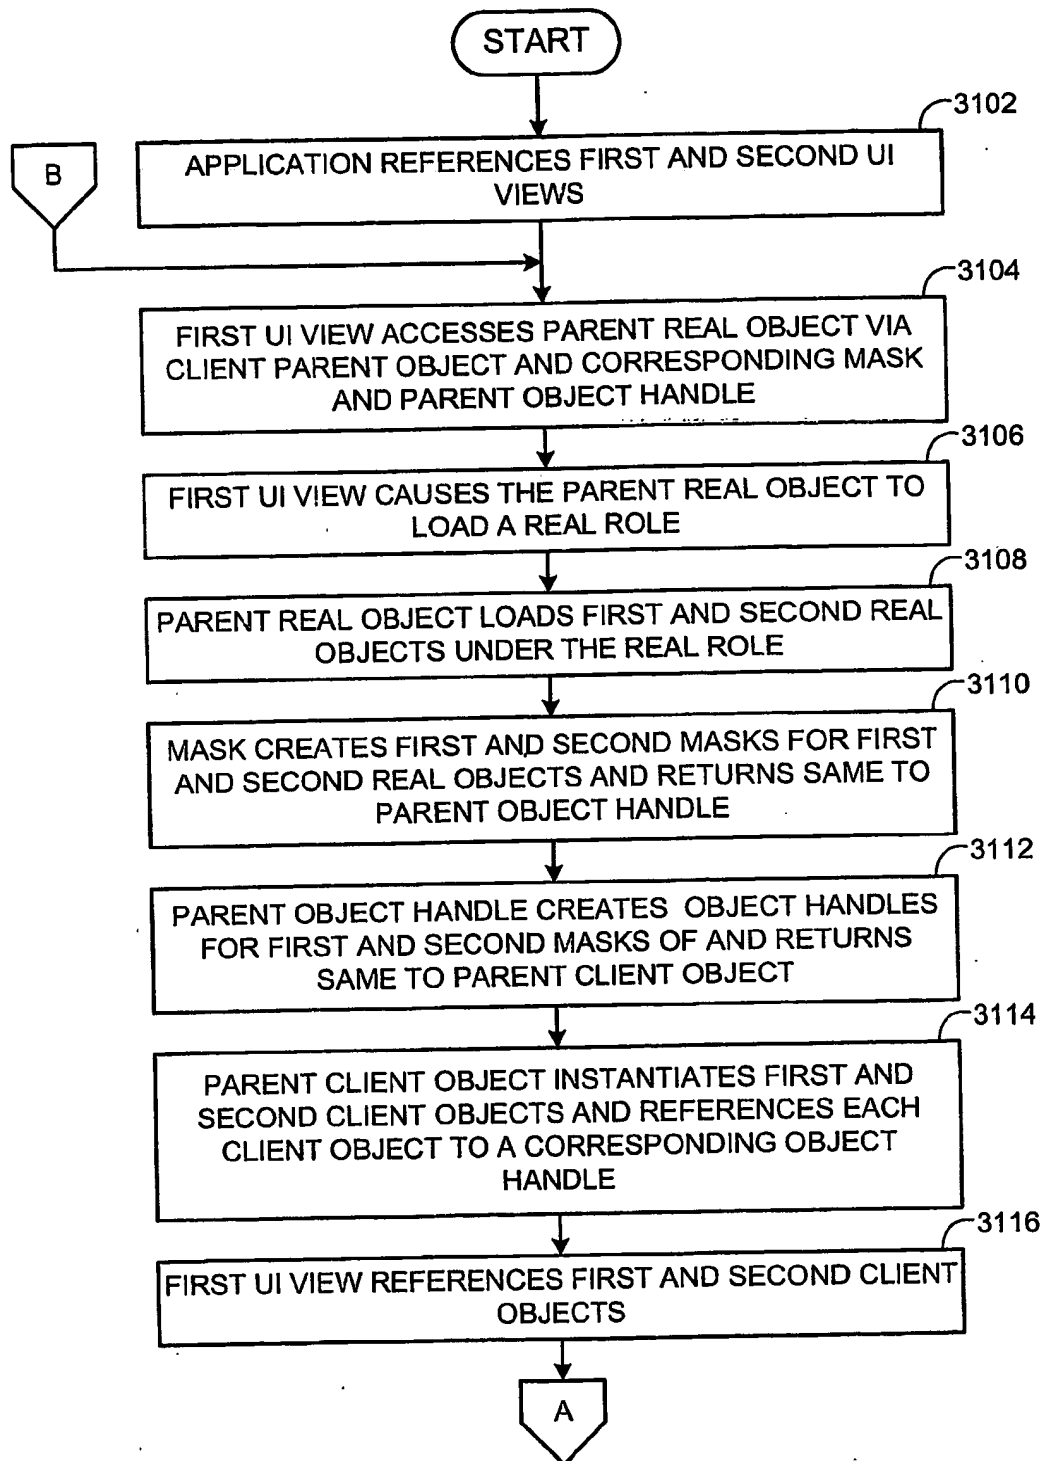 START
3102
APPLICATION REFERENCES FIRST AND SECOND UI
VIEWS
B
3104
FIRST UI VIEW ACCESSES PARENT REAL OBJECT VIA
CLIENT PARENT OBJECT AND CORRESPONDING MASK
AND PARENT OBJECT HANDLE
3106
FIRST UI VIEW CAUSES THE PARENT REAL OBJECT TO
LOAD A REAL ROLE
3108
PARENT REAL OBJECT LOADS FIRST AND SECOND REAL
OBJECTS UNDER THE REAL ROLE
3110
MASK CREATES FIRST AND SECOND MASKS FOR FIRST
AND SECOND REAL OBJECTS AND RETURNS SAME TO
PARENT OBJECT HANDLE
3112
PARENT OBJECT HANDLE CREATES OBJECT HANDLES
FOR FIRST AND SECOND MASKS OF AND RETURNS
SAME TO PARENT CLIENT OBJECT
3114
PARENT CLIENT OBJECT INSTANTIATES FIRST AND
SECOND CLIENT OBJECTS AND REFERENCES EACH
CLIENT OBJECT TO A CORRESPONDING OBJECT
HANDLE
3116
FIRST UI VIEW REFERENCES FIRST AND SECOND CLIENT
OBJECTS
A